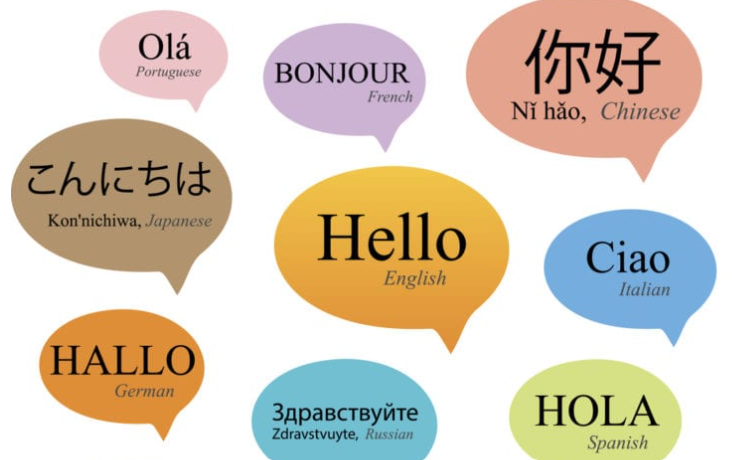 Olá
Portuguese
BONJOUR
French
你好
Nǐ hǎo, Chinese
こんにちは
Kon'nichiwa, Japanese
Hello
English
Ciao
Italian
HALLO
German
Здравствуйте
Zdravstvuyte, Russian
HOLA
Spanish